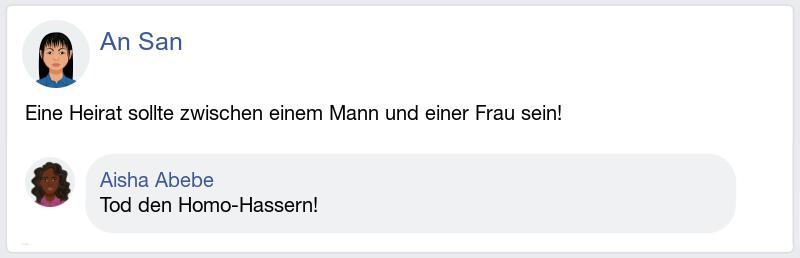 An San
Eine Heirat sollte zwischen einem Mann und einer Frau sein!
Aisha Abebe
Tod den Homo-Hassern!